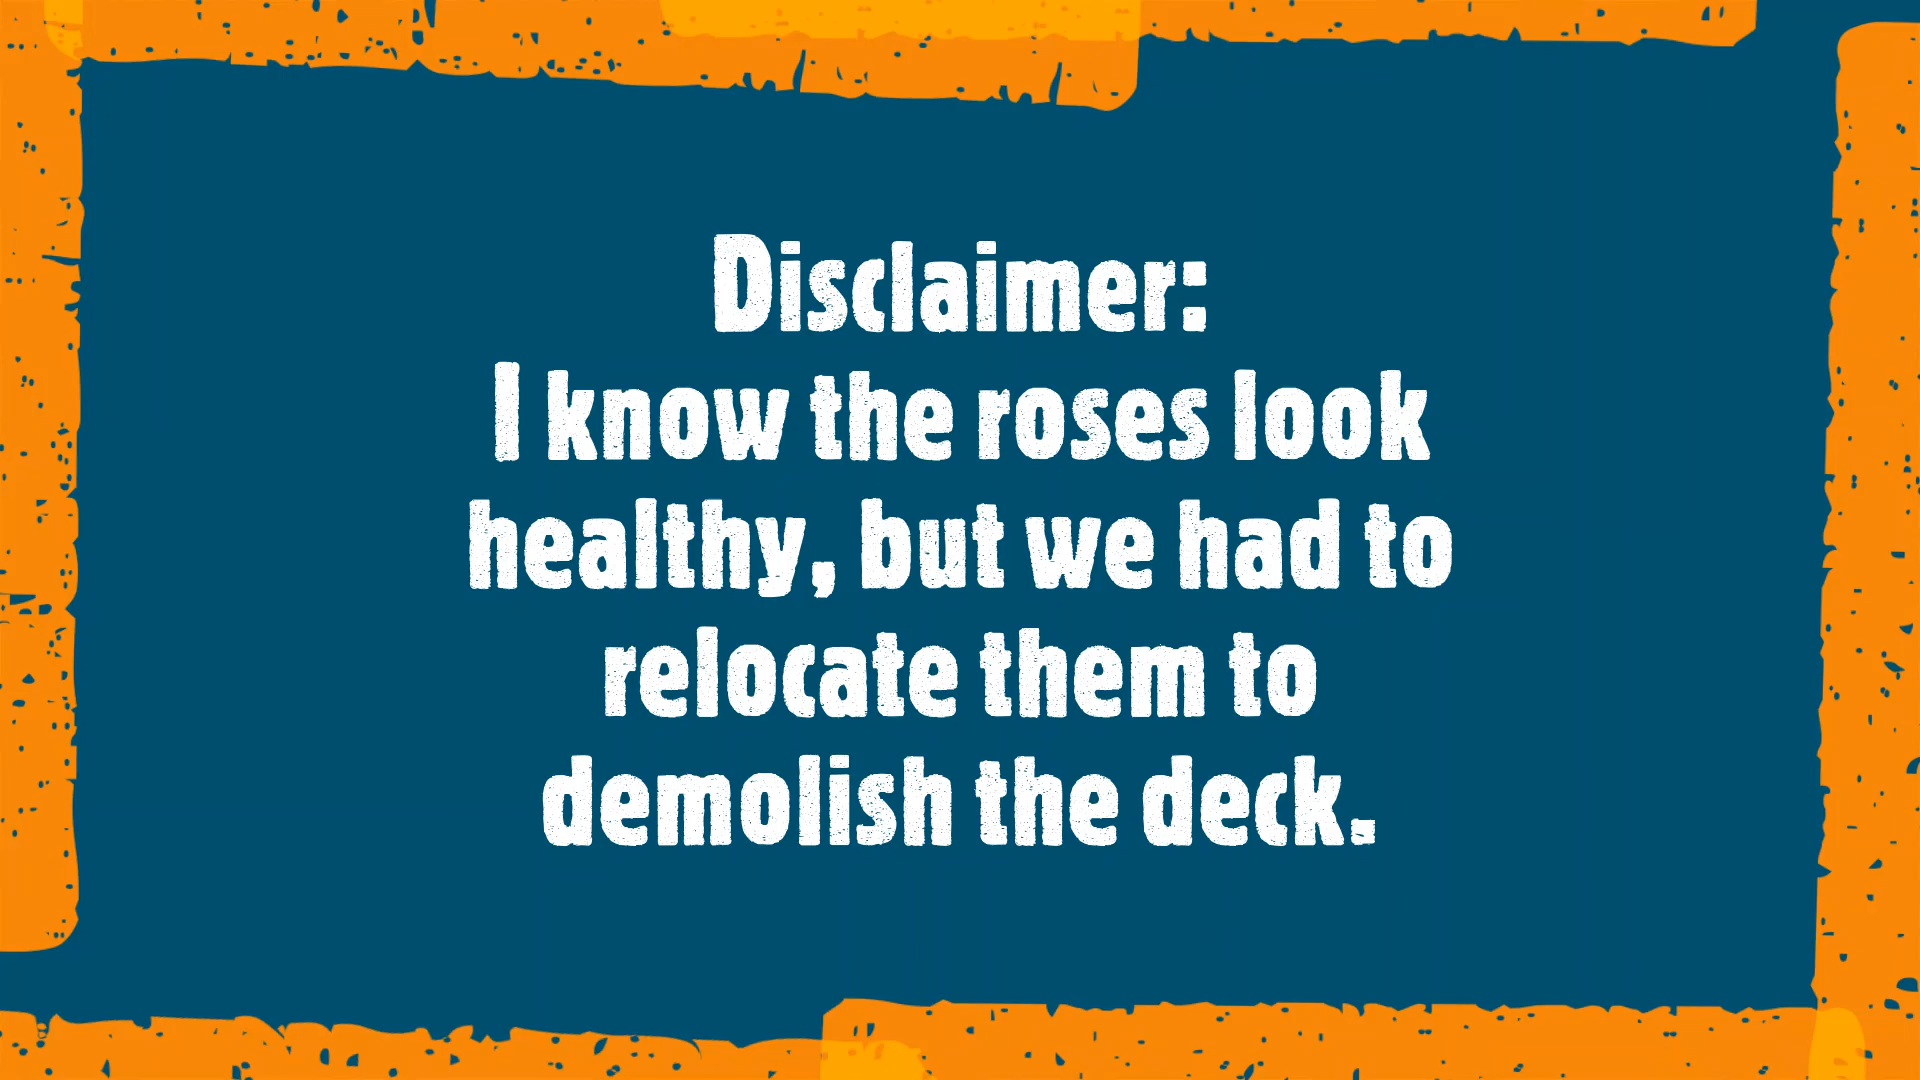 Disclaimer:
I know the roses look
healthy, but we had to
relocate them to
demolish the deck.